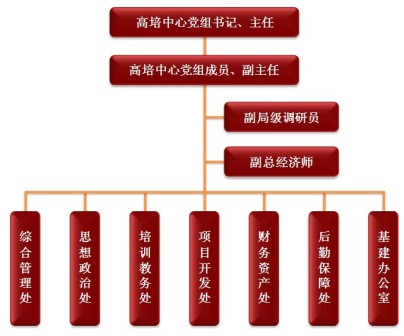 高培中心党组书记、主任
高培中心党组成员、副主任
副局级调研员
副总经济师
综合管理处
思想政治处
培训教务处
项目开发处
财务资产处
后勤保障处
基建办公室